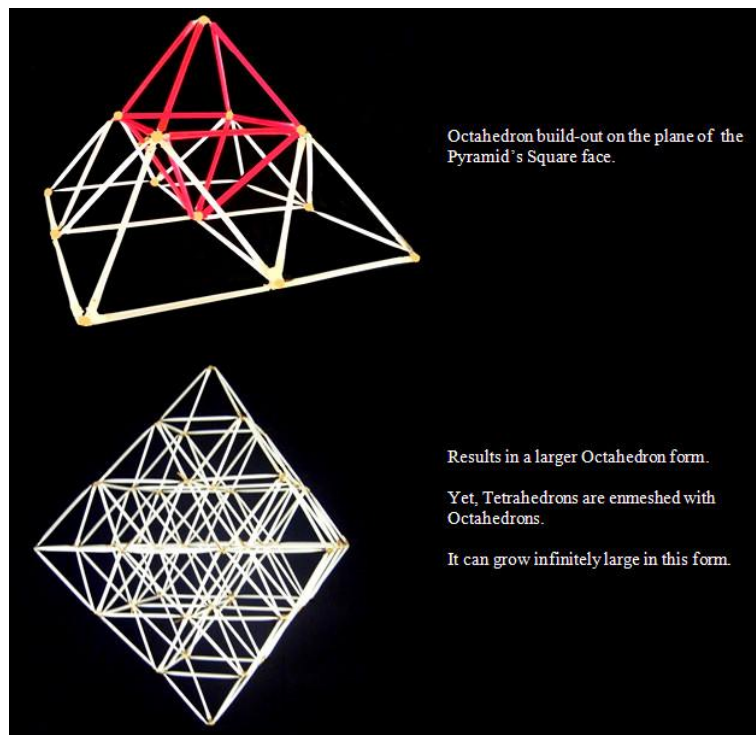 Octahedron build-out on the plane of the
Pyramid's Square face.
Results in a larger Octahedron form.
Yet, Tetrahedrons are enmeshed with
Octahedrons.
It can grow infinitely large in this form.